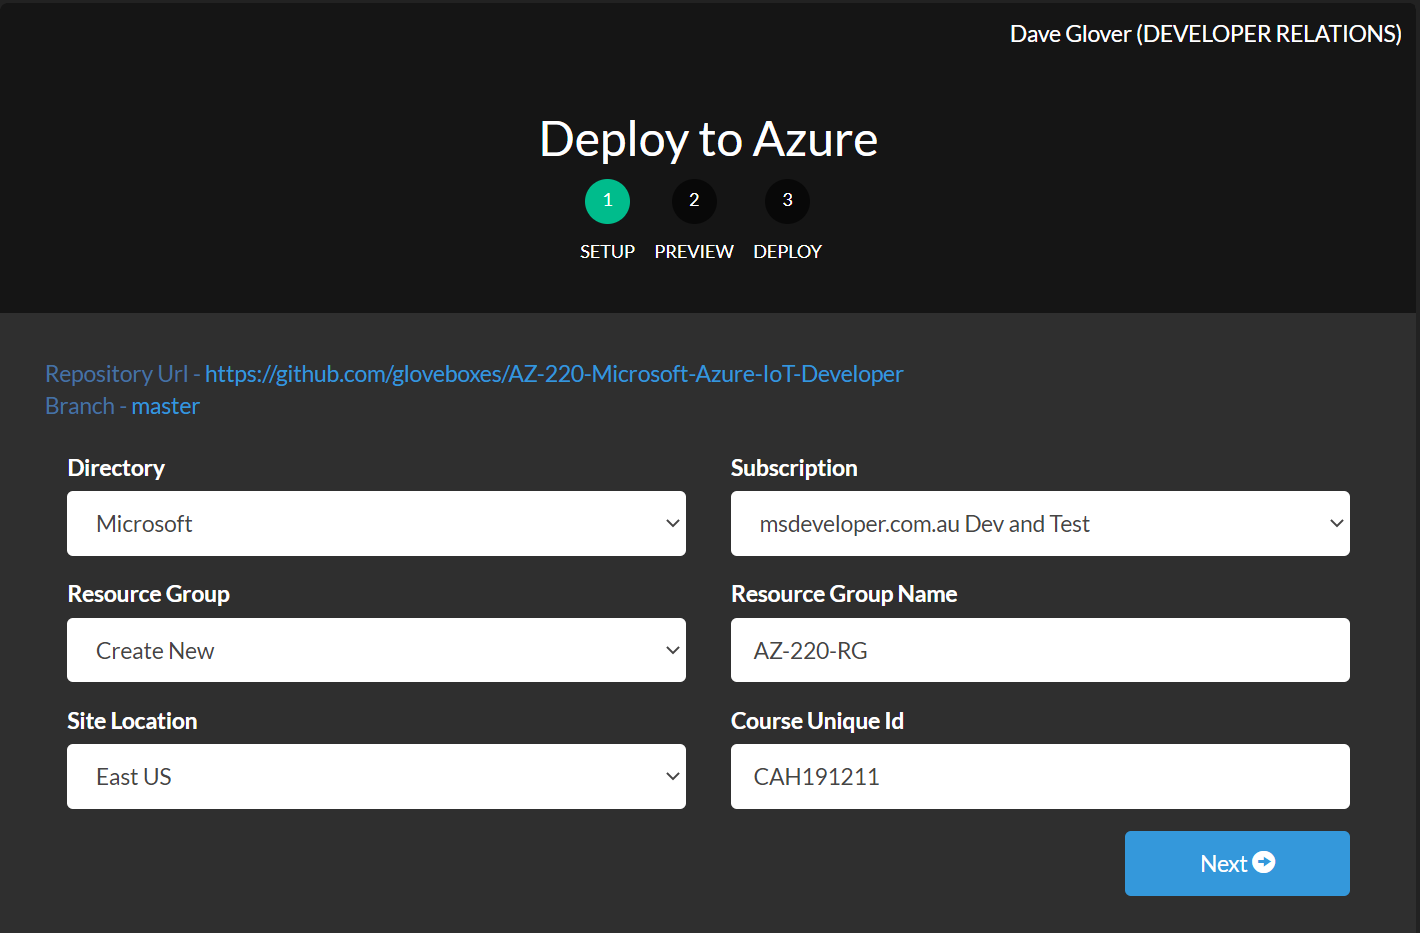 Dave Glover (DEVELOPER RELATIONS)
Deploy to Azure
1 2 3
SETUP PREVIEW DEPLOY
Repository Url - https://github.com/gloveboxes/AZ-220-Microsoft-Azure-IoT-Developer
Branch - master
Directory Subscription
Microsoft msdeveloper.com.au Dev and Test
Resource Group Resource Group Name
Create New AZ-220-RG
Site Location Course Unique Id
East US CAH191211
Next